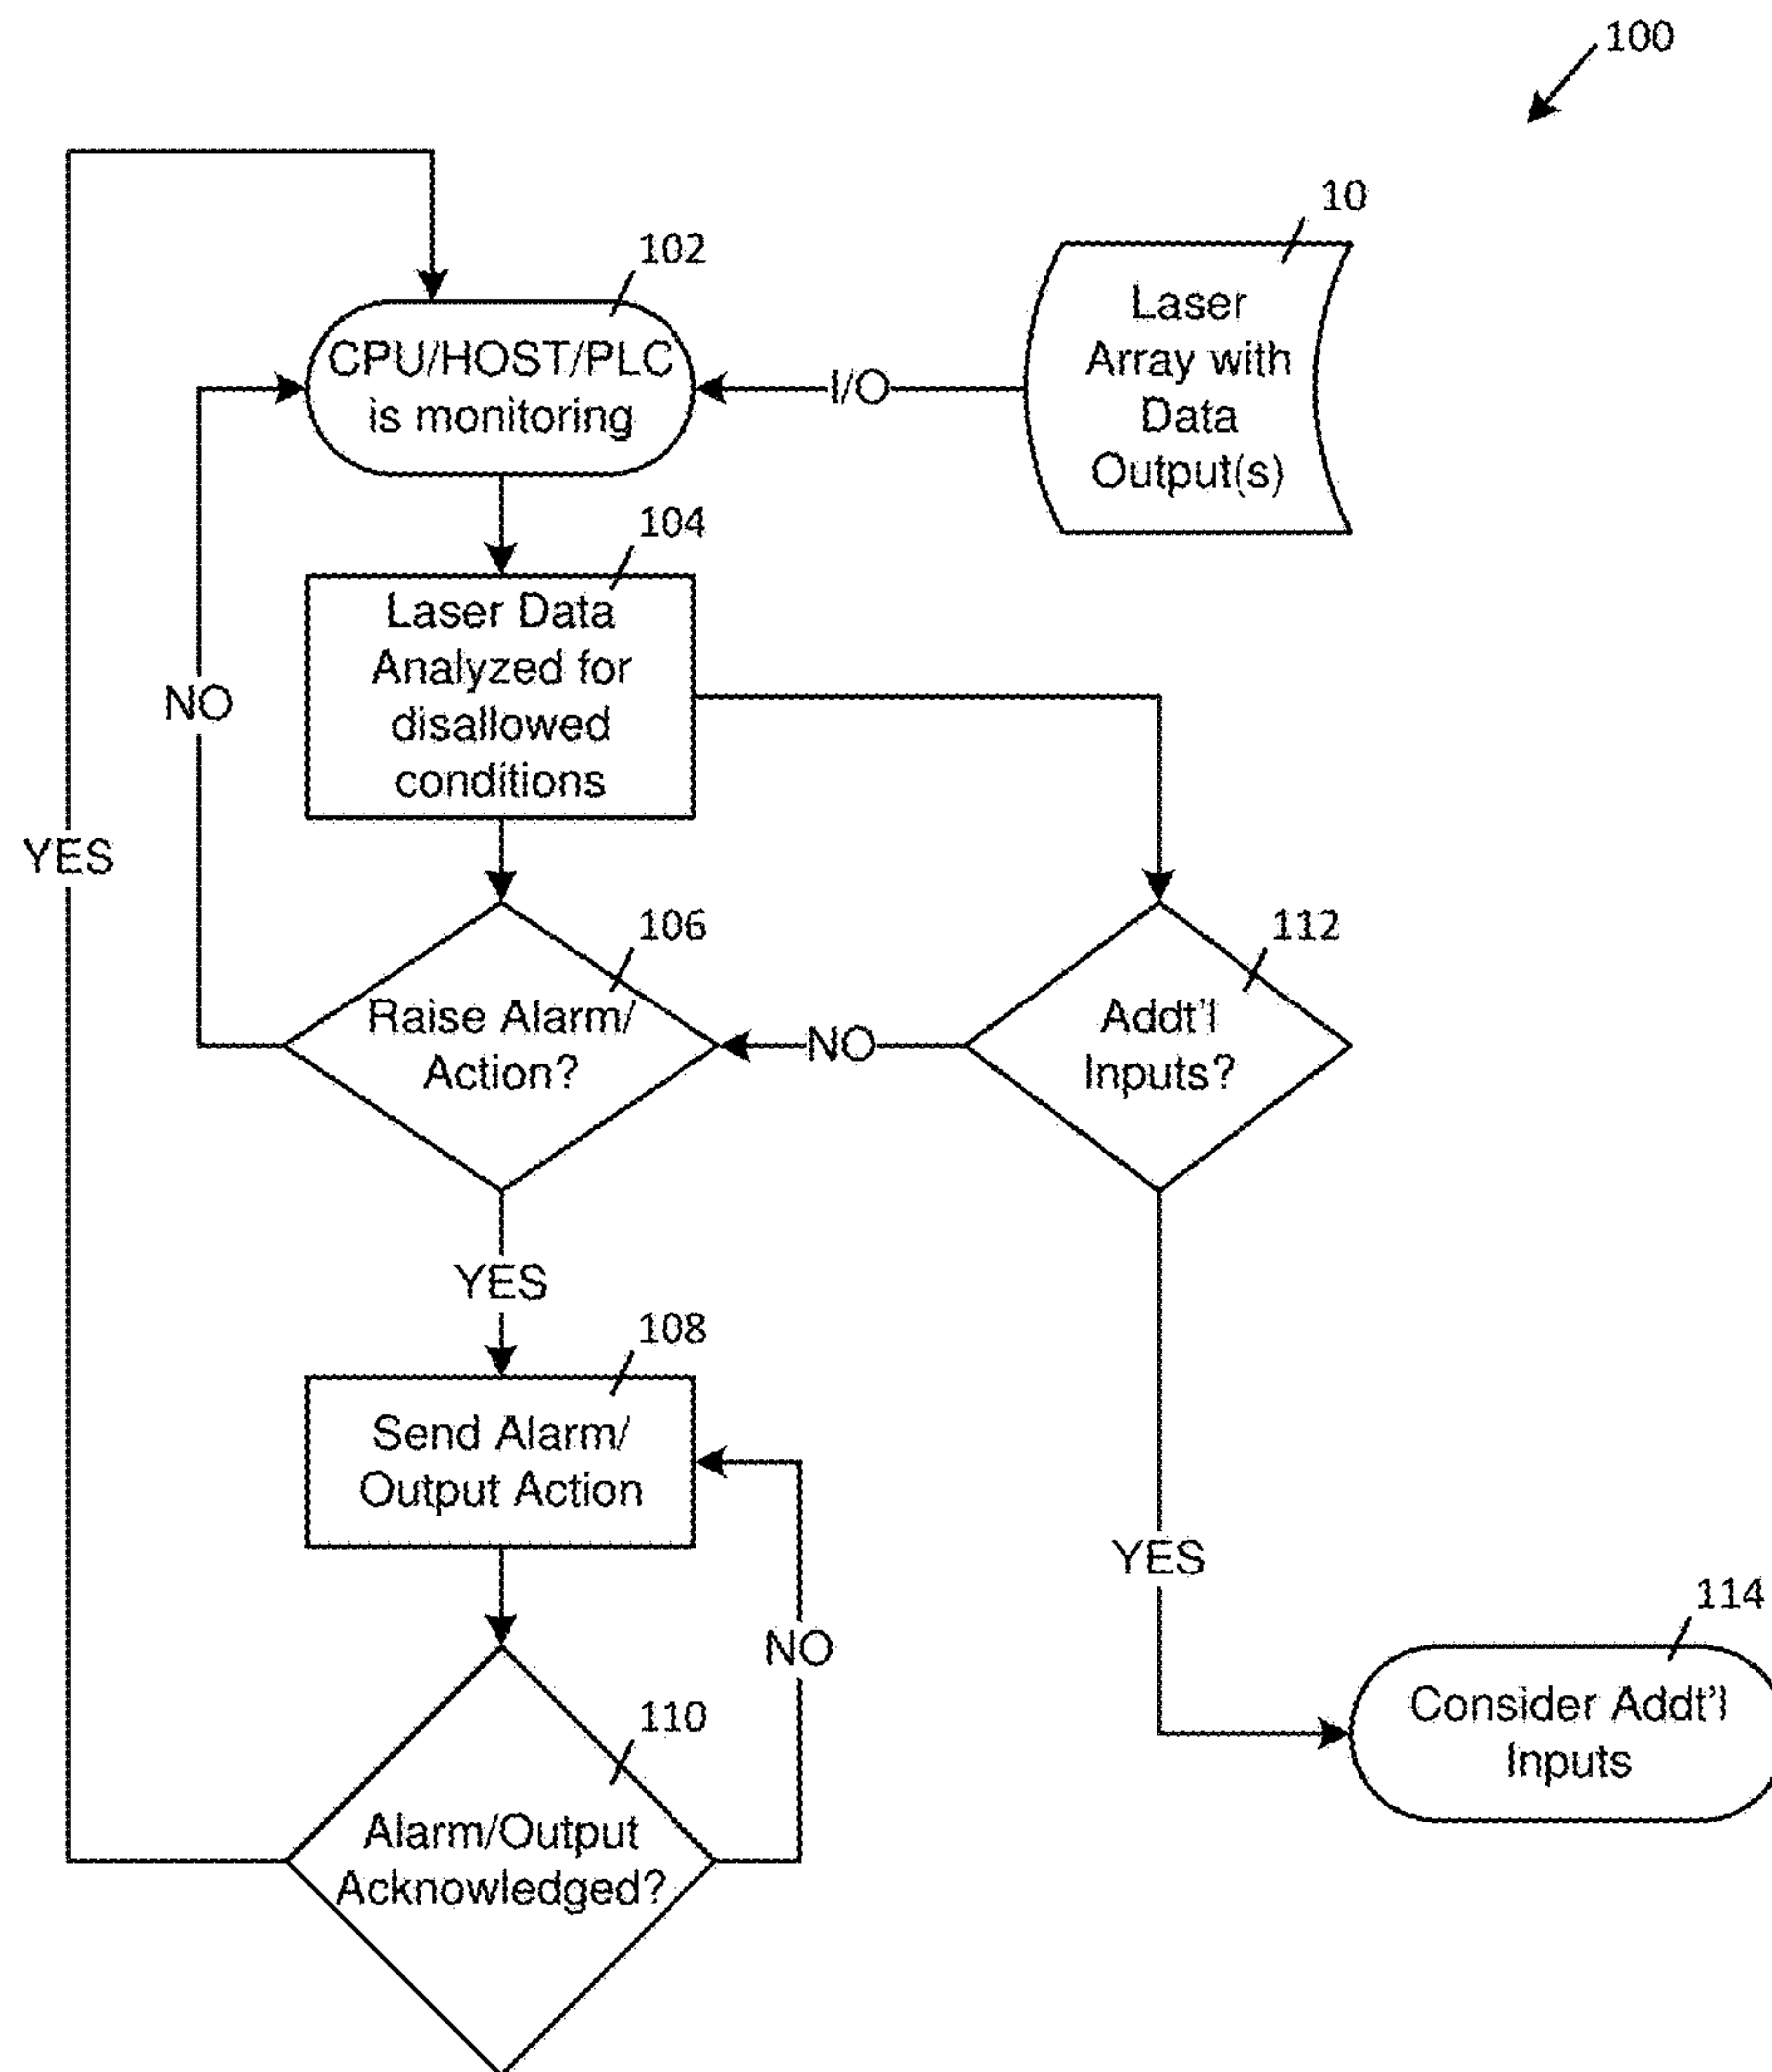 100
10
102
Laser
Array with
Data
Output(s)
CPU/HOST/PLC
is monitoring
I/O
104
Laser Data
Analyzed for
disallowed
conditions
NO
YES
106
112
Raise Alarm/
Action?
NO
Addt'l
Inputs?
YES
108
Send Alarm/
Output Action
YES
114
NO
Consider Addt'l
Inputs
110
Alarm/Output
Acknowledged?